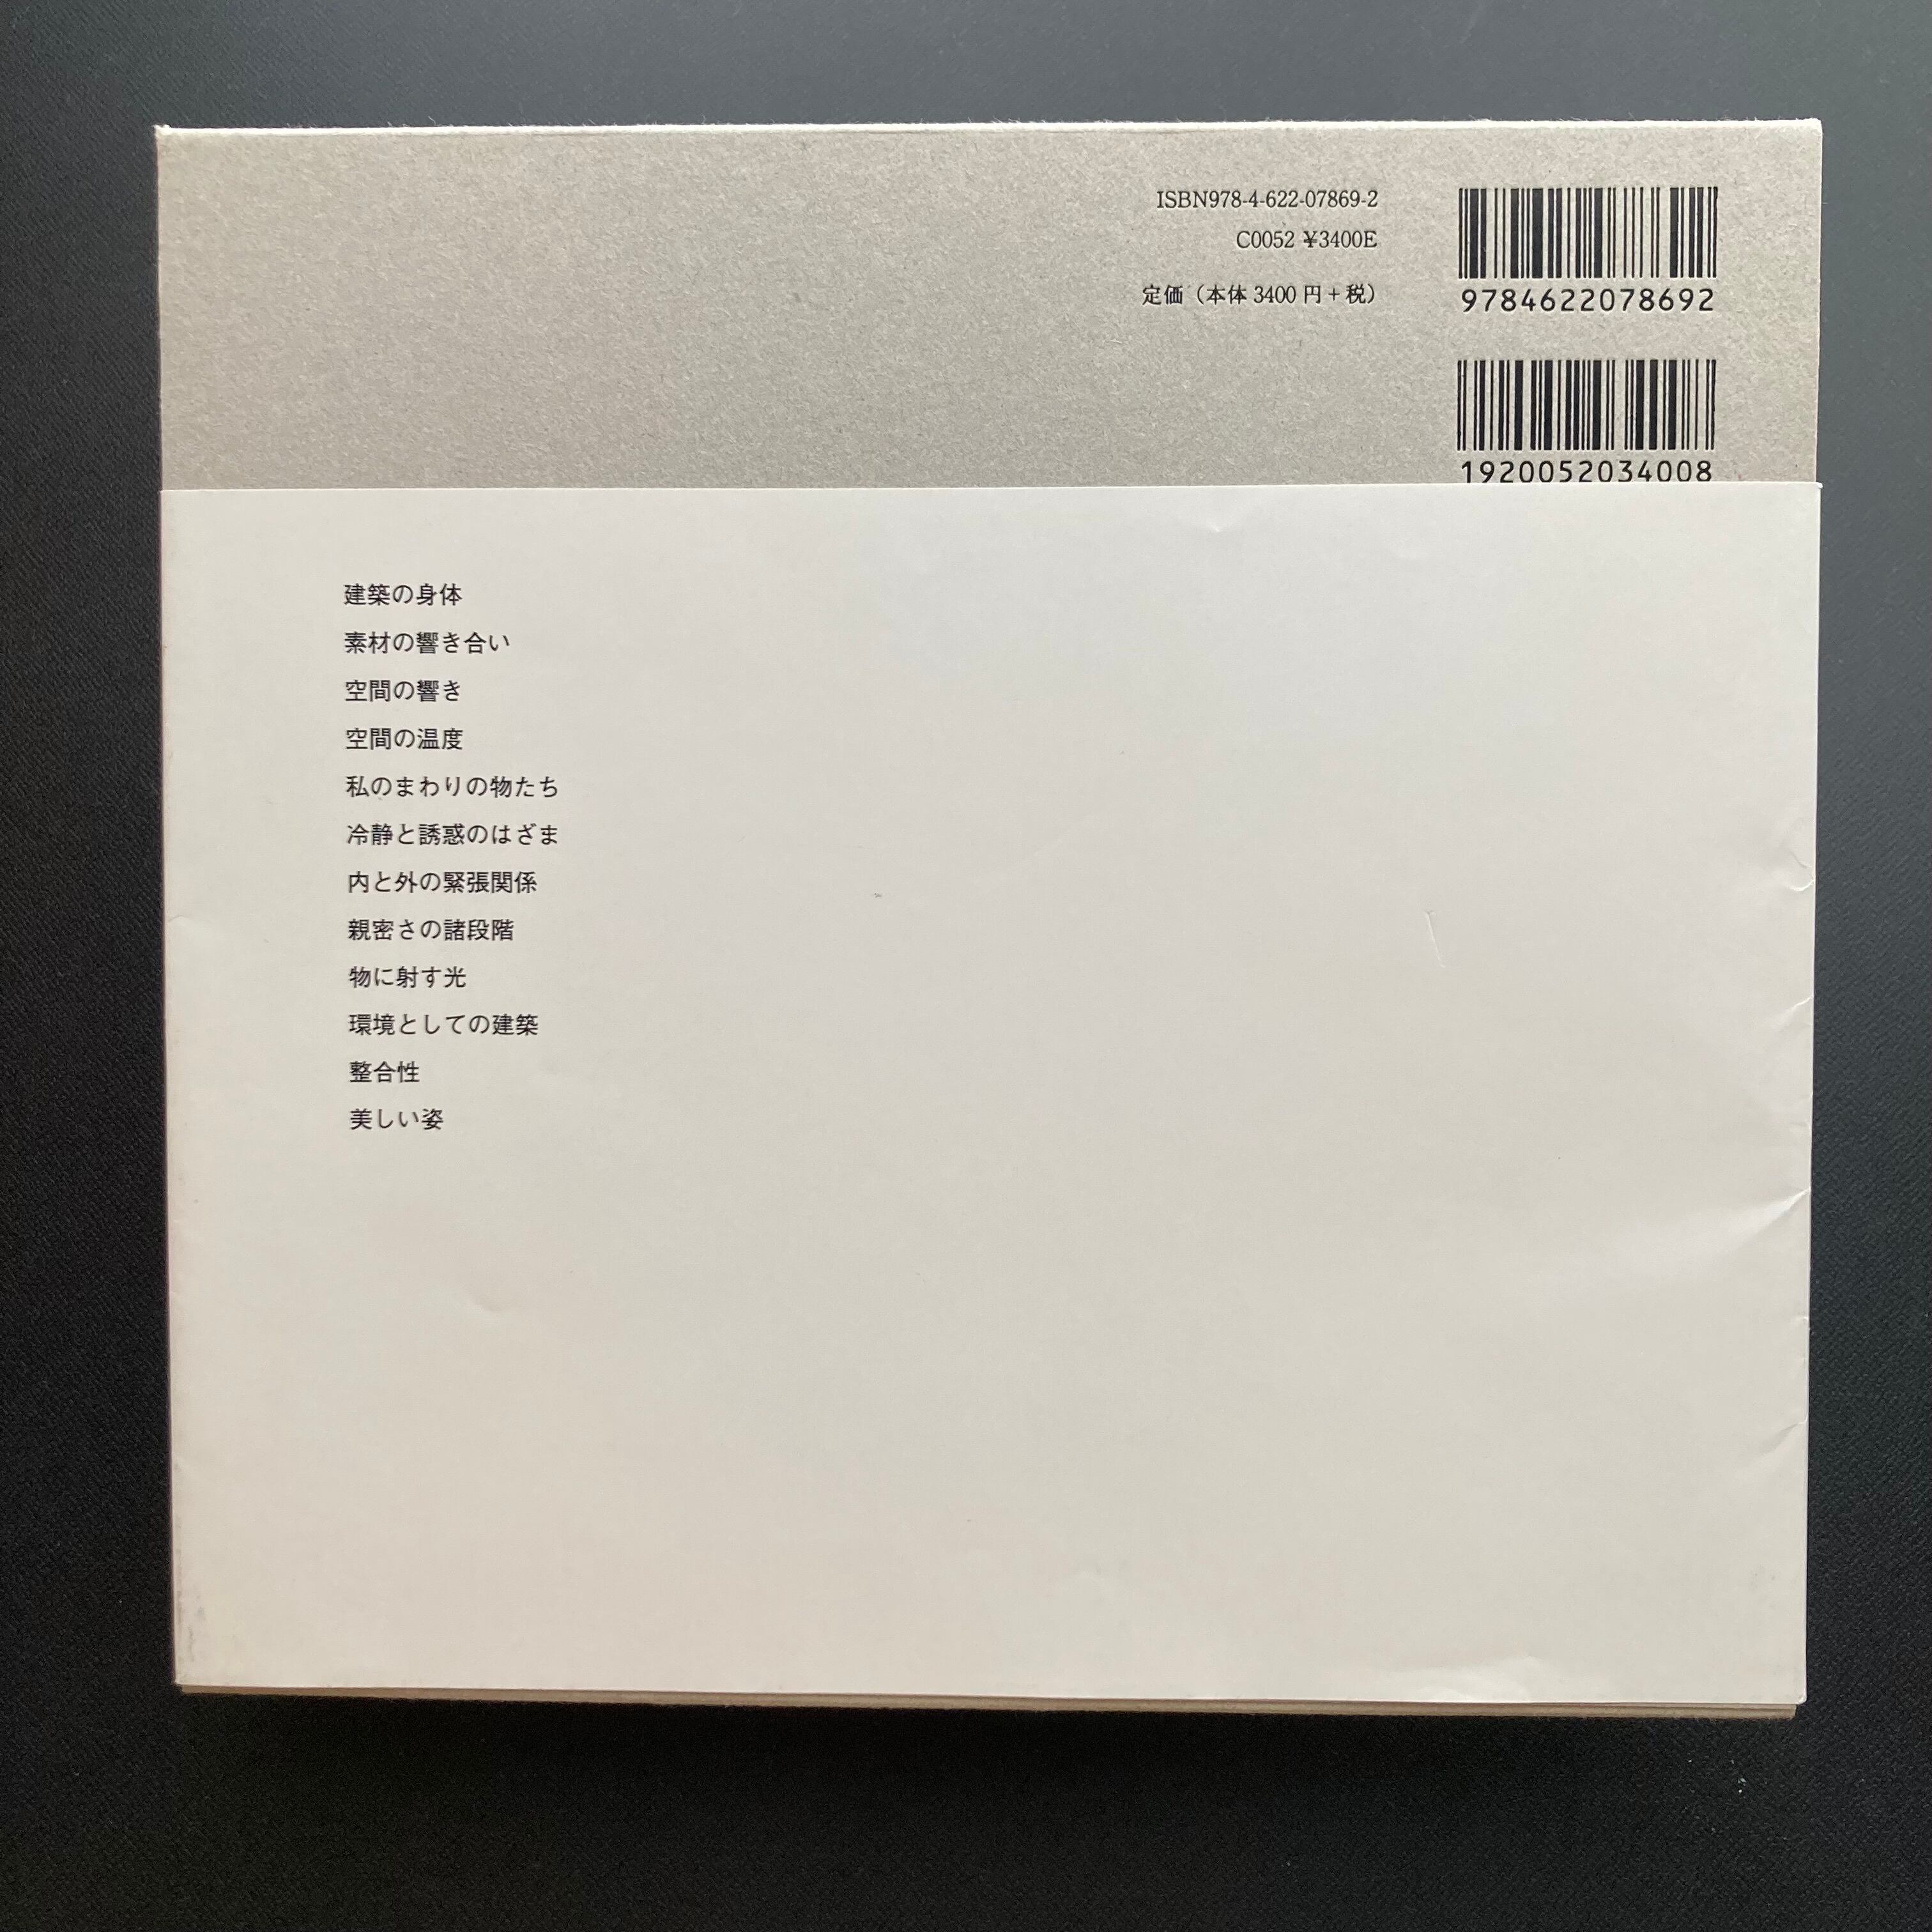 ISBN978-4-622-07869-2
C0052 ¥3400E
定価（本体3400円+税）
9784622078692
1920052034008
建築の身体
素材の響き合い
空間の響き
空間の温度
私のまわりの物たち
冷静と誘惑のはざま
内と外の緊張関係
親密さの諸段階
物に射す光
環境としての建築
整合性
美しい姿